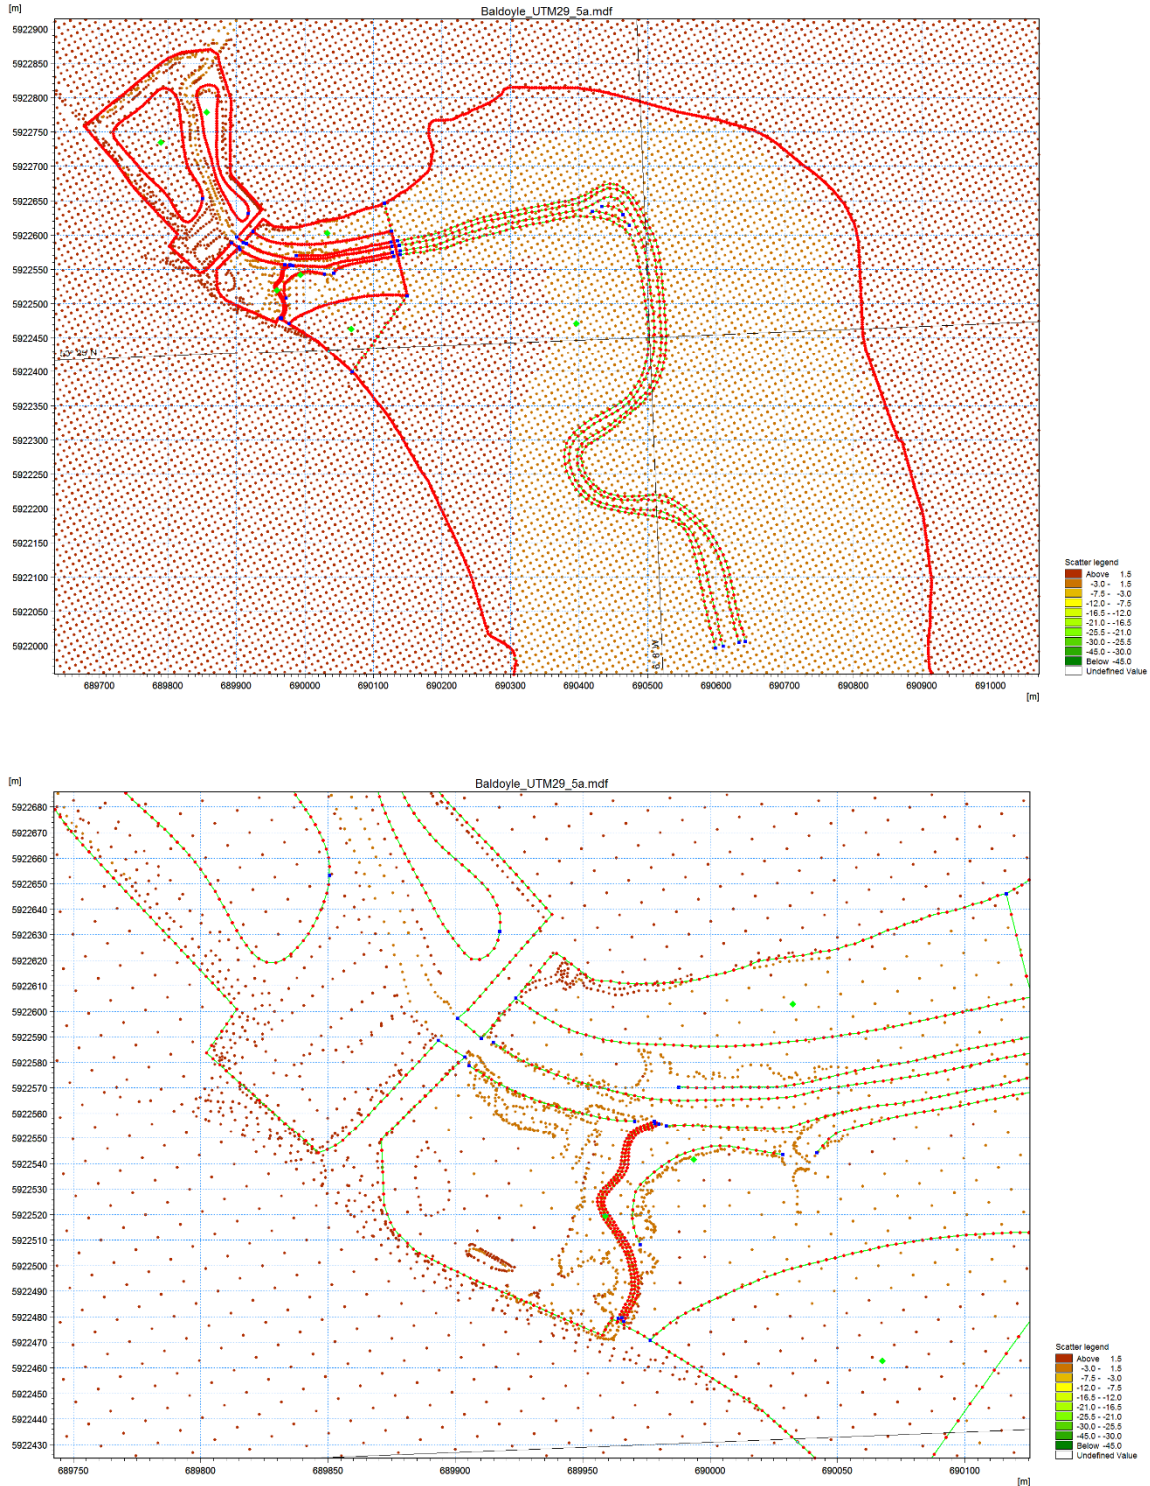 [m]
Baldoyle_UTM29_5a.mdf
5922900
5922850
5922800
5922750
5922700
5922650
5922600
5922550
5922500
5922450
5922400
5922350
5922300
5922250
5922200
5922150
5922100
5922050
5922000
689700 689800 689900 690000 690100 690200 690300 690400 690500 690600 690700 690800 690900 691000
[m]
Scatter legend
Above 1.5
-3.0 - 1.5
-7.5 - -3.0
-12.0 - -7.5
-16.5 - -12.0
-21.0 - -16.5
-25.5 - -21.0
-30.0 - -25.5
-45.0 - -30.0
Below -45.0
Undefined Value
[m]
Baldoyle_UTM29_5a.mdf
5922680
5922670
5922660
5922650
5922640
5922630
5922620
5922610
5922600
5922590
5922580
5922570
5922560
5922550
5922540
5922530
5922520
5922510
5922500
5922490
5922480
5922470
5922460
5922450
5922440
5922430
689750 689800 689850 689900 689950 690000 690050 690100
[m]
Scatter legend
Above 1.5
-3.0 - 1.5
-7.5 - -3.0
-12.0 - -7.5
-16.5 - -12.0
-21.0 - -16.5
-25.5 - -21.0
-30.0 - -25.5
-45.0 - -30.0
Below -45.0
Undefined Value